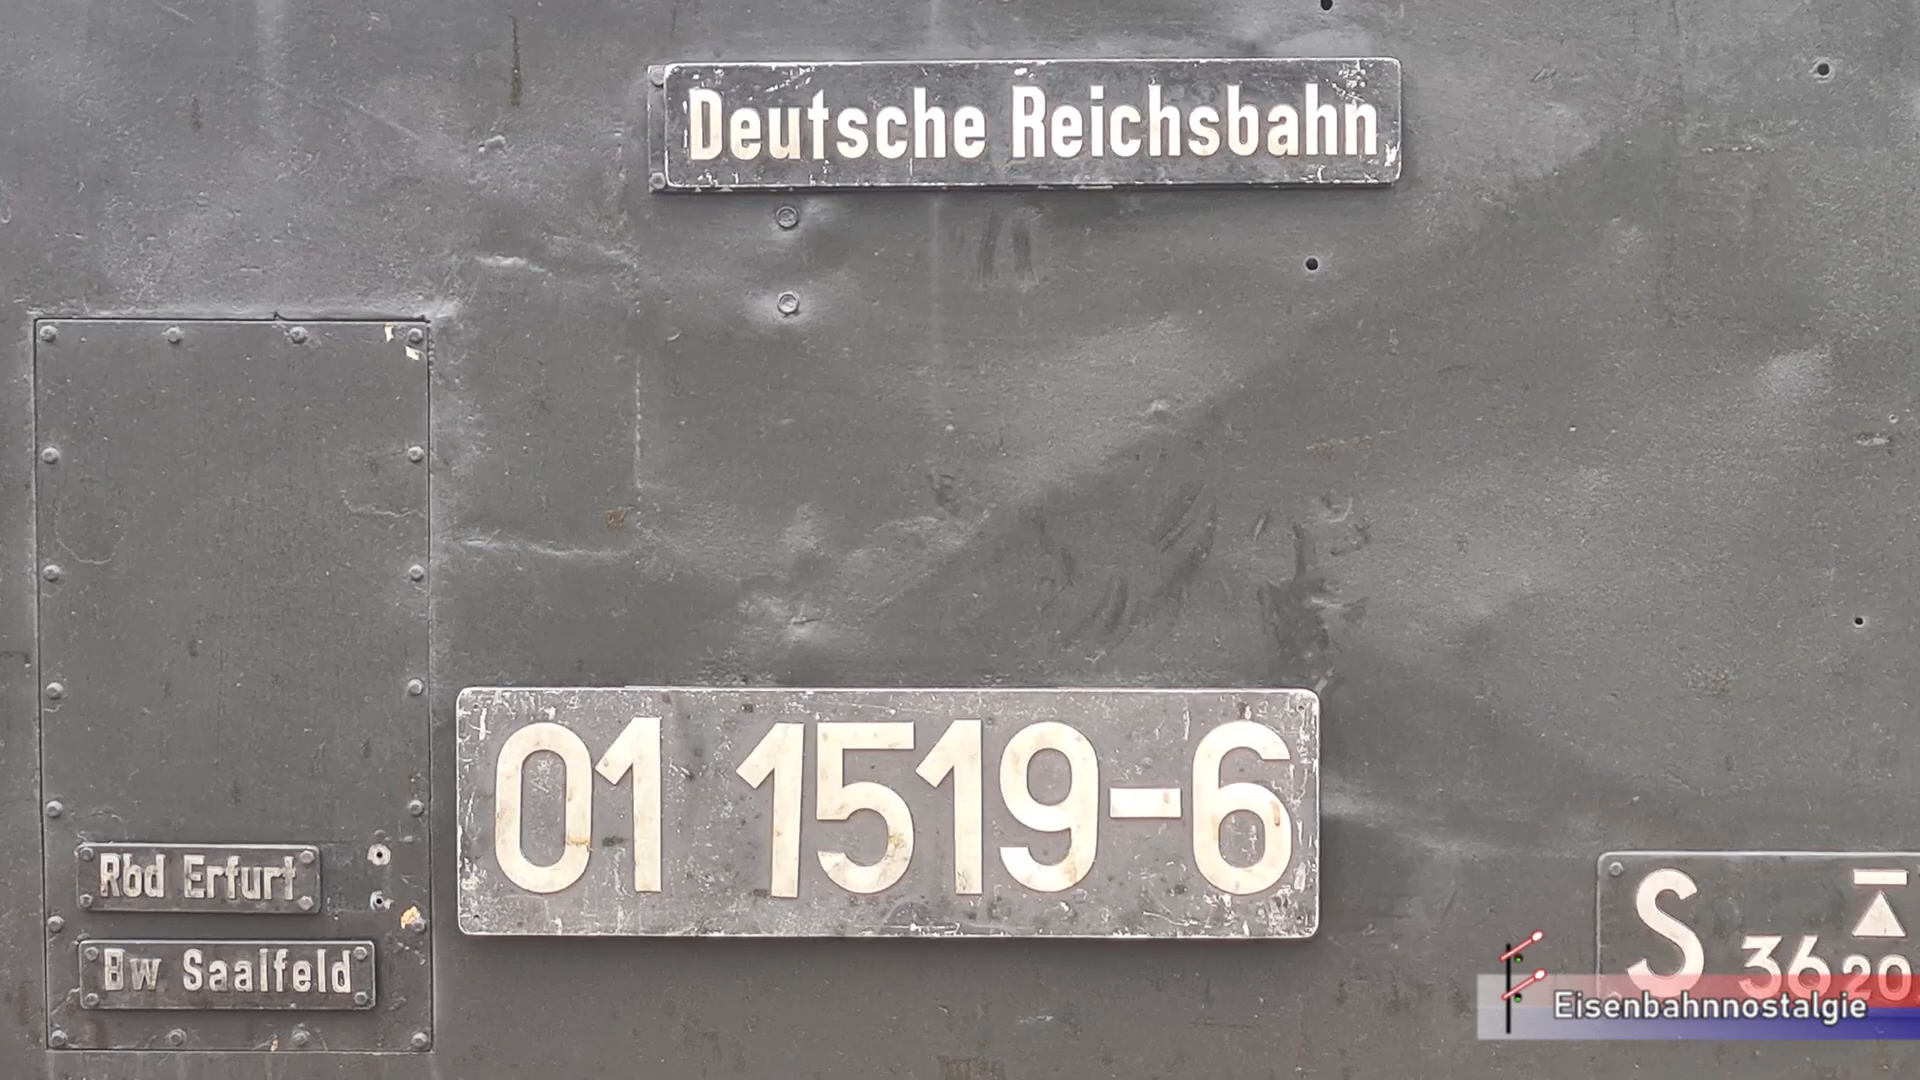 Deutsche Reichsbahn
01 1519-6
Rbd Erfurt
Bw Saalfeld
S 36 20
Eisenbahnnostalgie